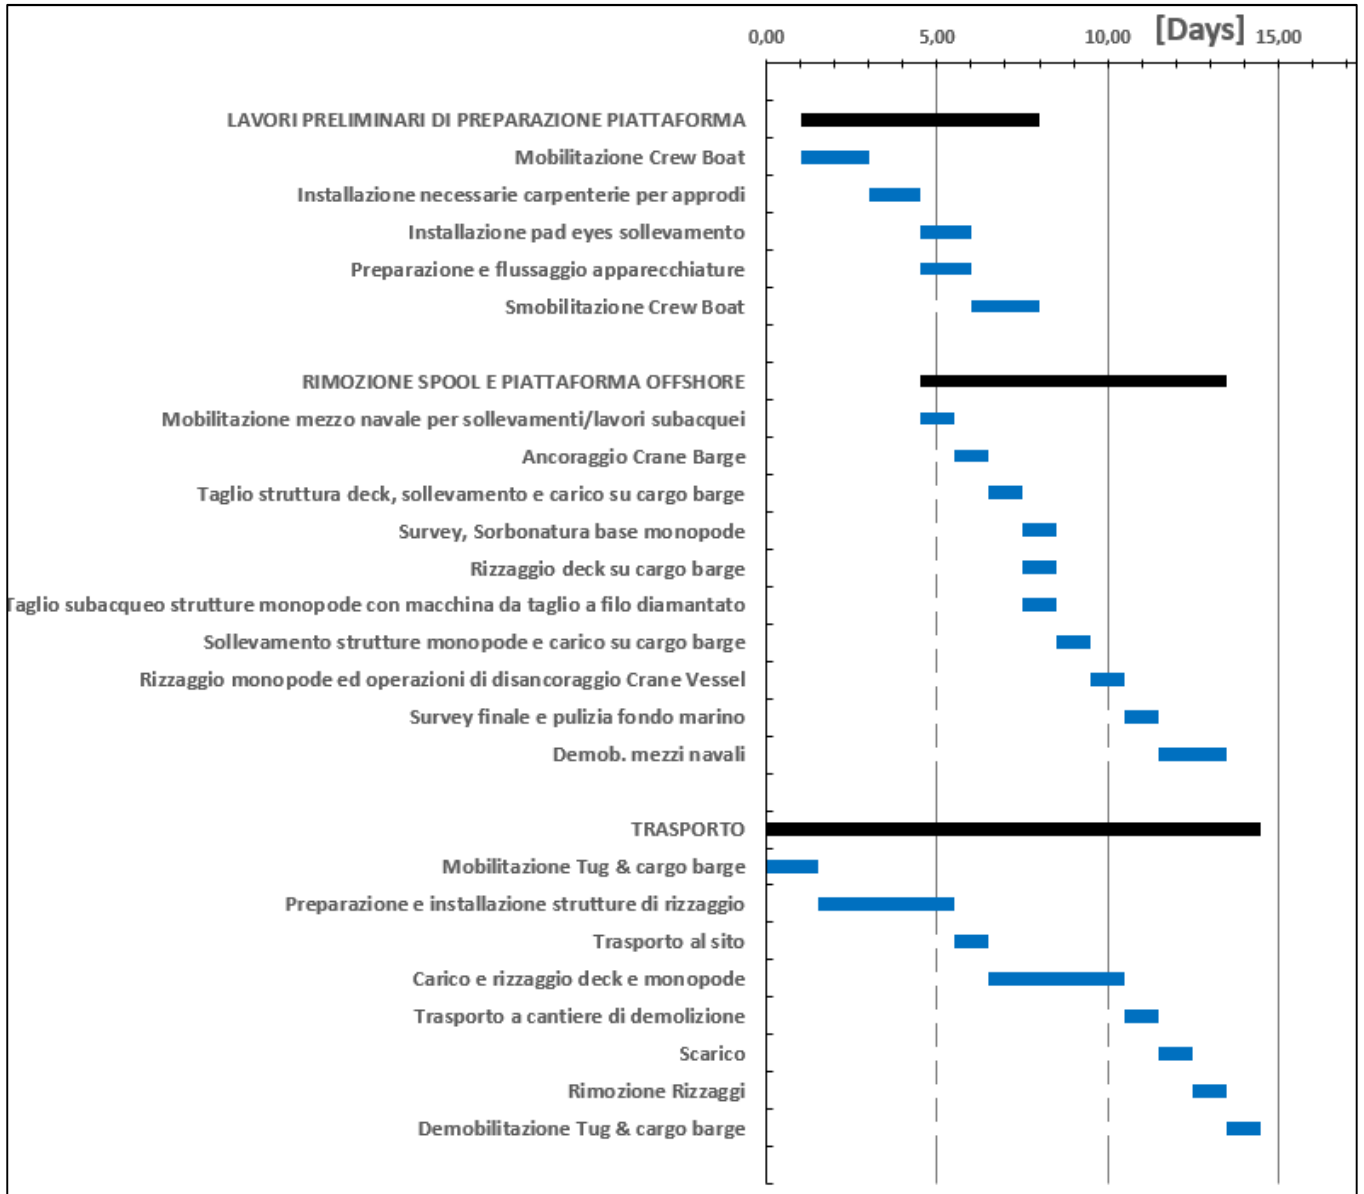 0,00 5,00 10,00 [Days] 15,00
LAVORI PRELIMINARI DI PREPARAZIONE PIATTAFORMA
Mobilitazione Crew Boat
Installazione necessarie carpenterie per approdi
Installazione pad eyes sollevamento
Preparazione e flussaggio apparecchiature
Smobilitazione Crew Boat
RIMOZIONE SPOOL E PIATTAFORMA OFFSHORE
Mobilitazione mezzo navale per sollevamenti/lavori subacquei
Ancoraggio Crane Barge
Taglio struttura deck, sollevamento e carico su cargo barge
Survey, Sorbonatura base monopode
Rizzaggio deck su cargo barge
Taglio subacqueo strutture monopode con macchina da taglio a filo diamantato
Sollevamento strutture monopode e carico su cargo barge
Rizzaggio monopode ed operazioni di disancoraggio Crane Vessel
Survey finale e pulizia fondo marino
Demob. mezzi navali
TRASPORTO
Mobilitazione Tug & cargo barge
Preparazione e installazione strutture di rizzaggio
Trasporto al sito
Carico e rizzaggio deck e monopode
Trasporto a cantiere di demolizione
Scarico
Rimozione Rizzaggi
Demobilitazione Tug & cargo barge